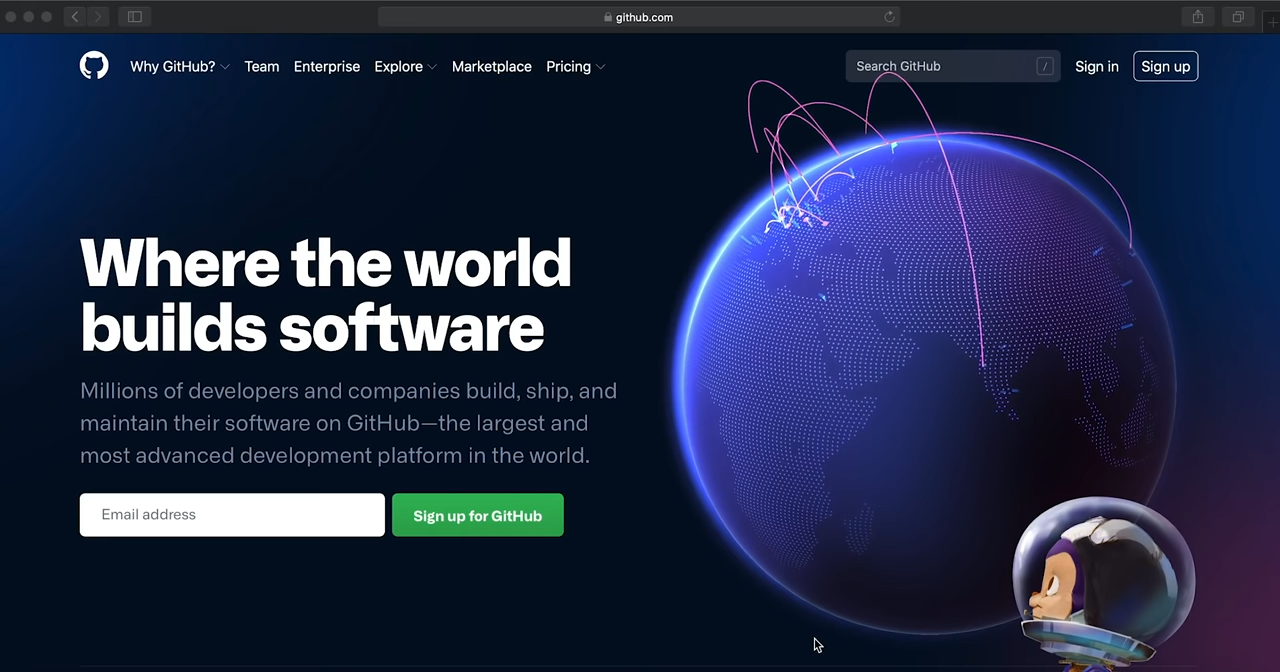 github.com
Why GitHub? Team Enterprise Explore Marketplace Pricing Search GitHub / Sign in Sign up
Where the world
builds software
Millions of developers and companies build, ship, and
maintain their software on GitHub—the largest and
most advanced development platform in the world.
Email address Sign up for GitHub